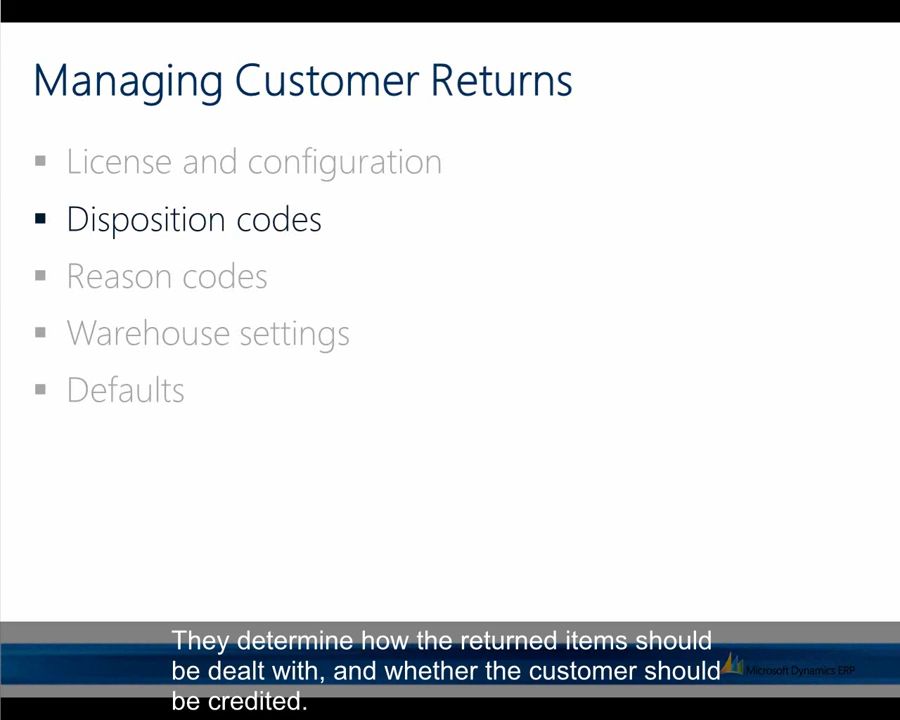 Managing Customer Returns
▪ License and configuration
▪ Disposition codes
▪ Reason codes
▪ Warehouse settings
▪ Defaults
They determine how the returned items should
be dealt with, and whether the customer should
be credited.
Microsoft Dynamics ERP